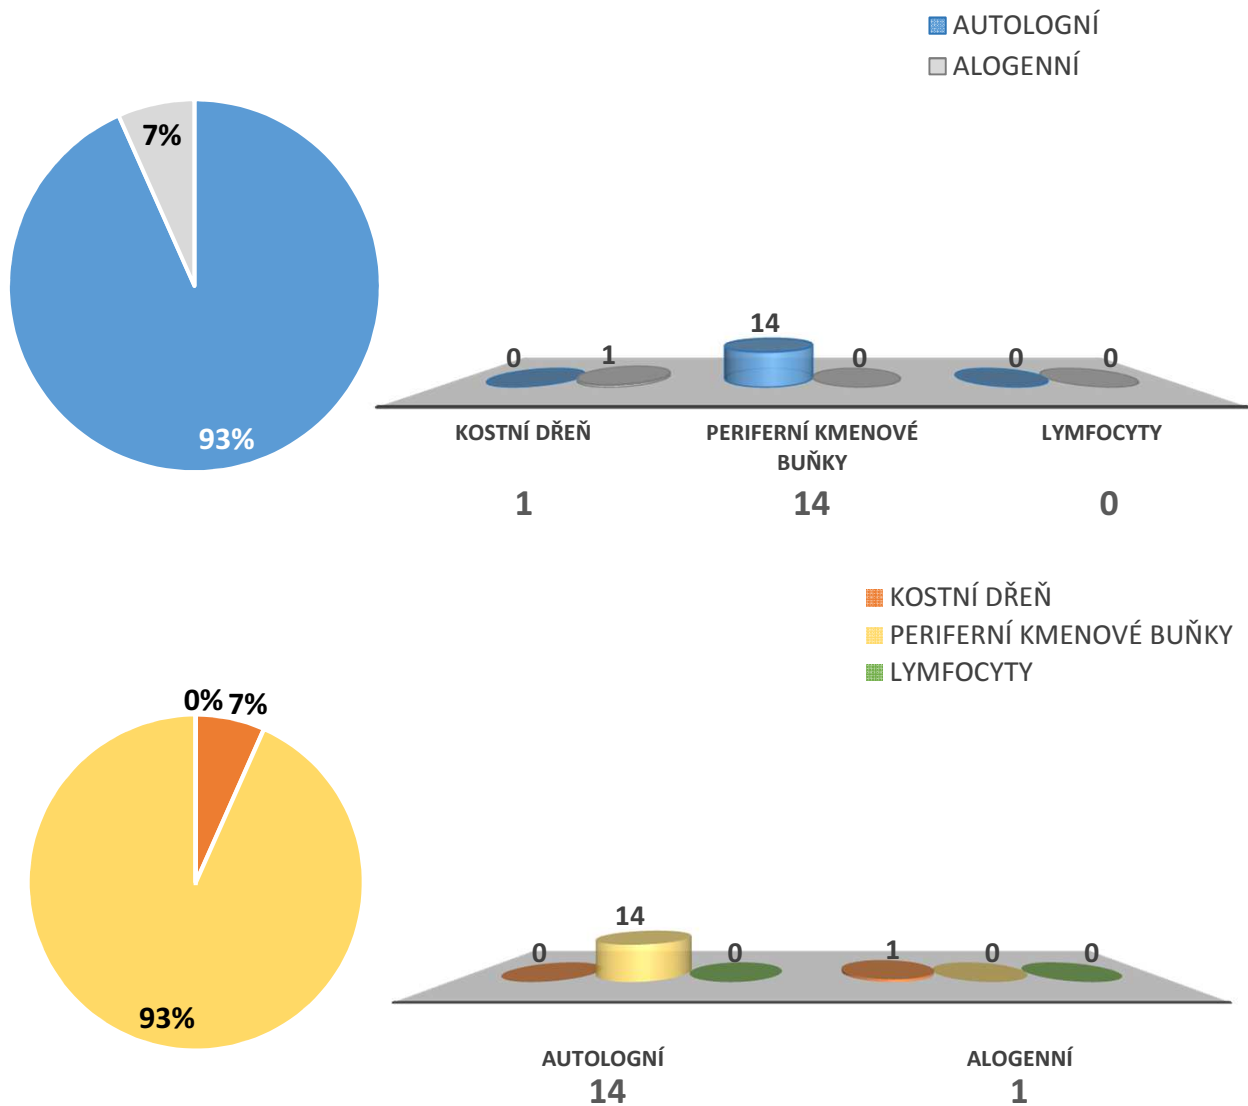 AUTOLOGNÍ
ALOGENNÍ
7%
93%
0 1 14 0 0 0
KOSTNÍ DŘEŇ PERIFERNÍ KMENOVÉ LYMFOCYTY
BUŇKY
1 14 0
KOSTNÍ DŘEŇ
PERIFERNÍ KMENOVÉ BUŇKY
LYMFOCYTY
0% 7%
93%
0 14 0 1 0 0
AUTOLOGNÍ ALOGENNÍ
14 1